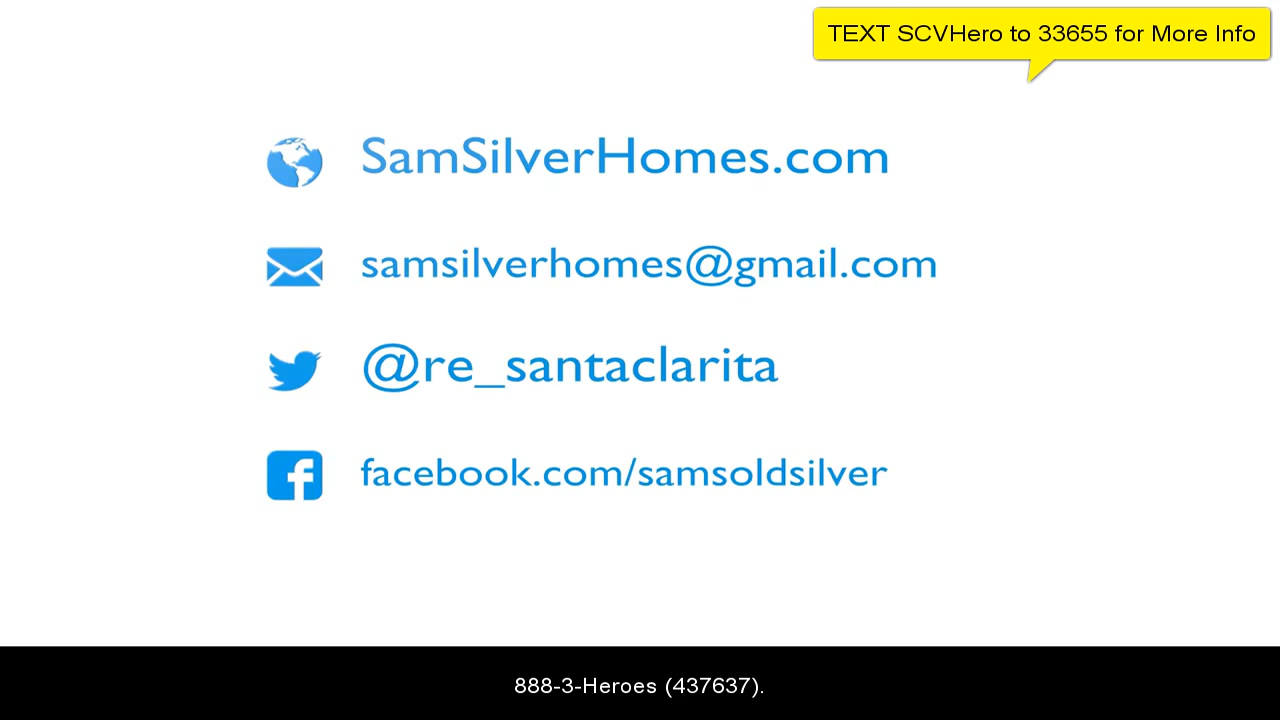 TEXT SCVHero to 33655 for More Info
SamSilverHomes.com
samsilverhomes@gmail.com
@re_santaclarita
facebook.com/samsoldsilver
888-3-Heroes (437637).